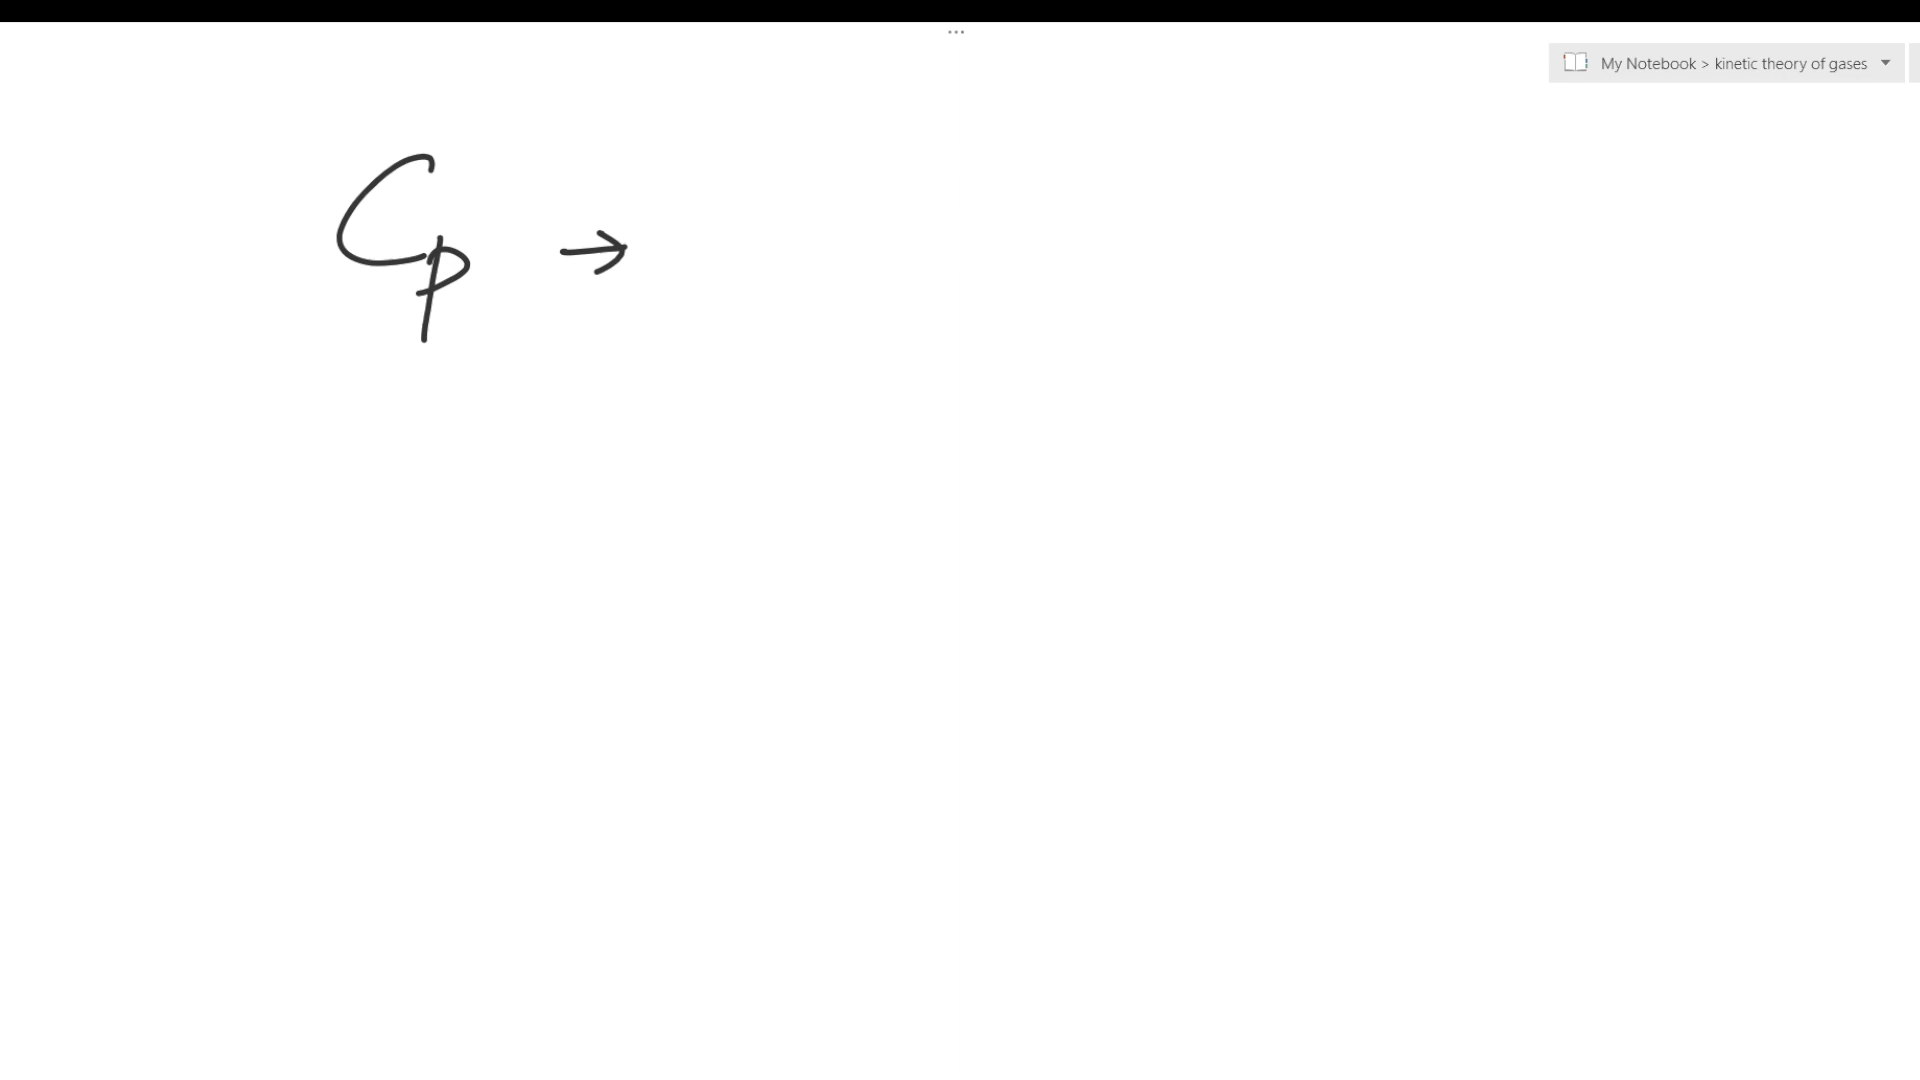 ...
My Notebook > kinetic theory of gases
Cp →